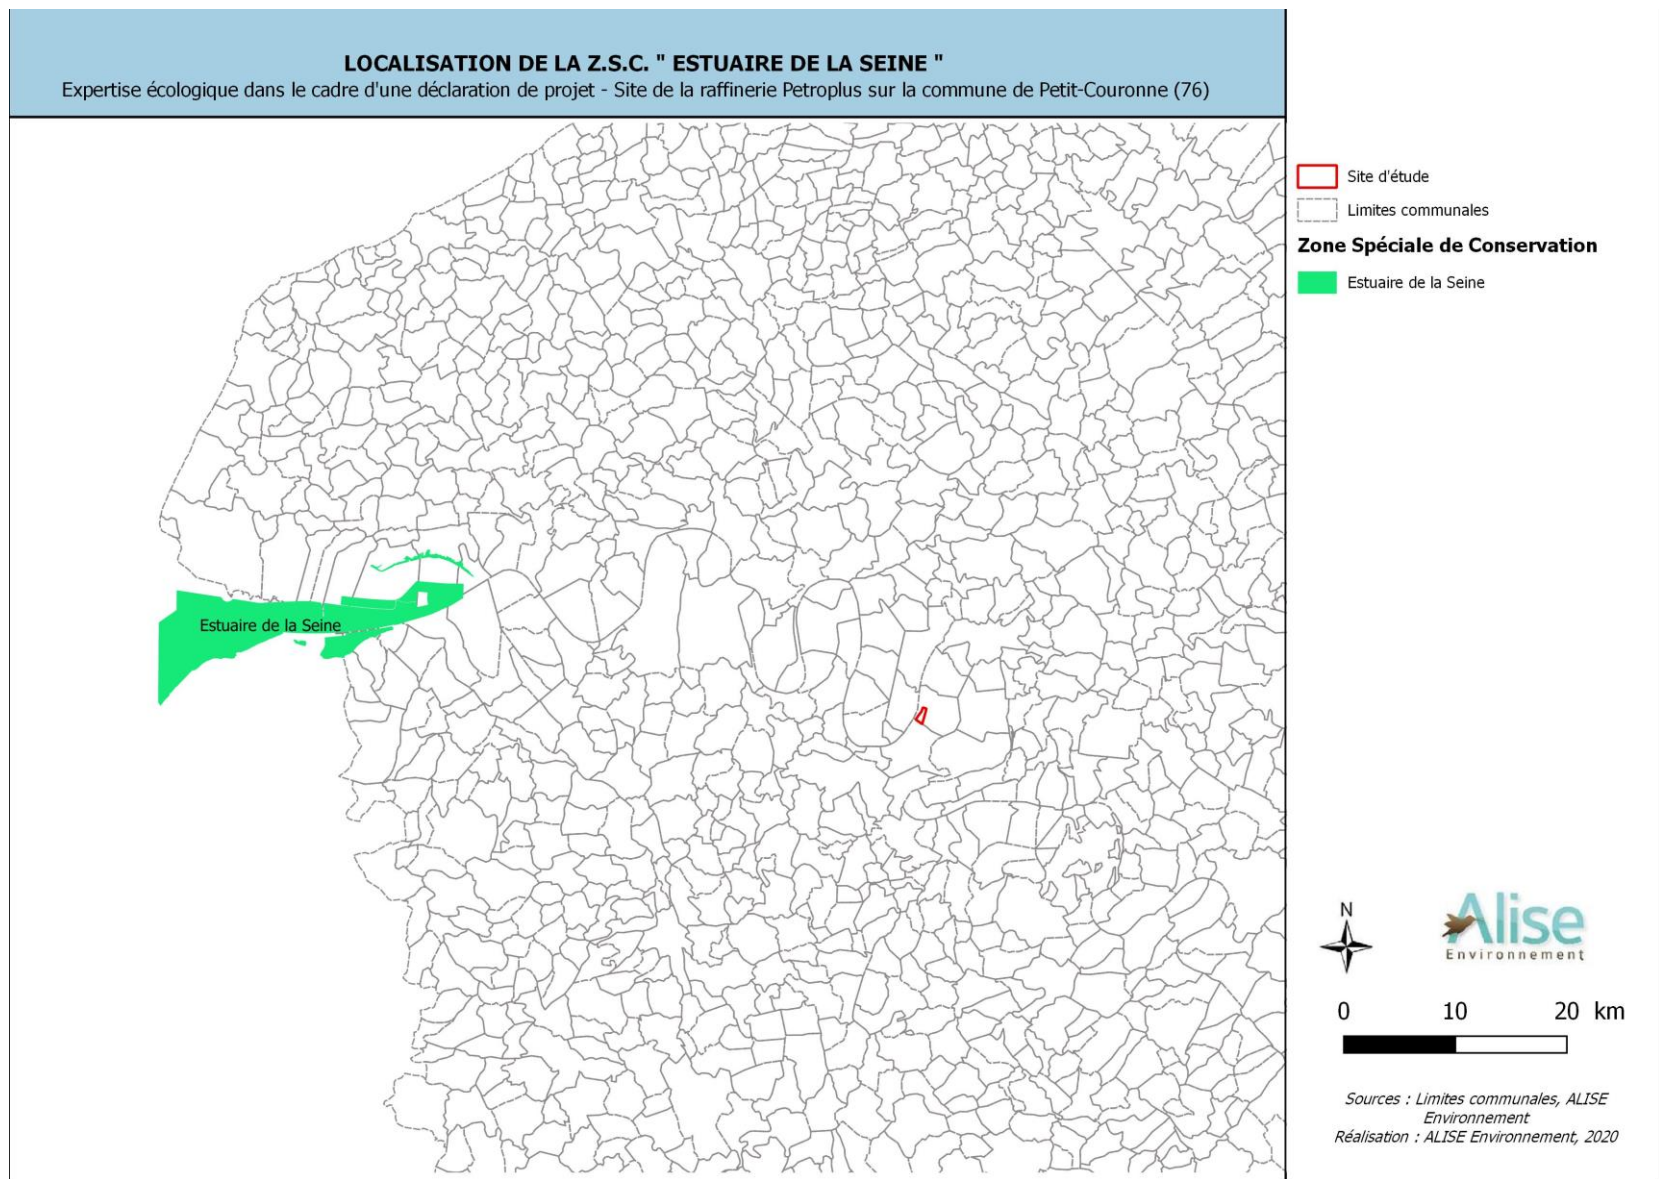 LOCALISATION DE LA Z.S.C. " ESTUAIRE DE LA SEINE "
Expertise écologique dans le cadre d'une déclaration de projet - Site de la raffinerie Petroplus sur la commune de Petit-Couronne (76)
Site d'étude
Limites communales
Zone Spéciale de Conservation
Estuaire de la Seine
Estuaire de la Seine
N
Alise
Environnement
0 10 20 km
Sources : Limites communales, ALISE
Environnement
Réalisation : ALISE Environnement, 2020